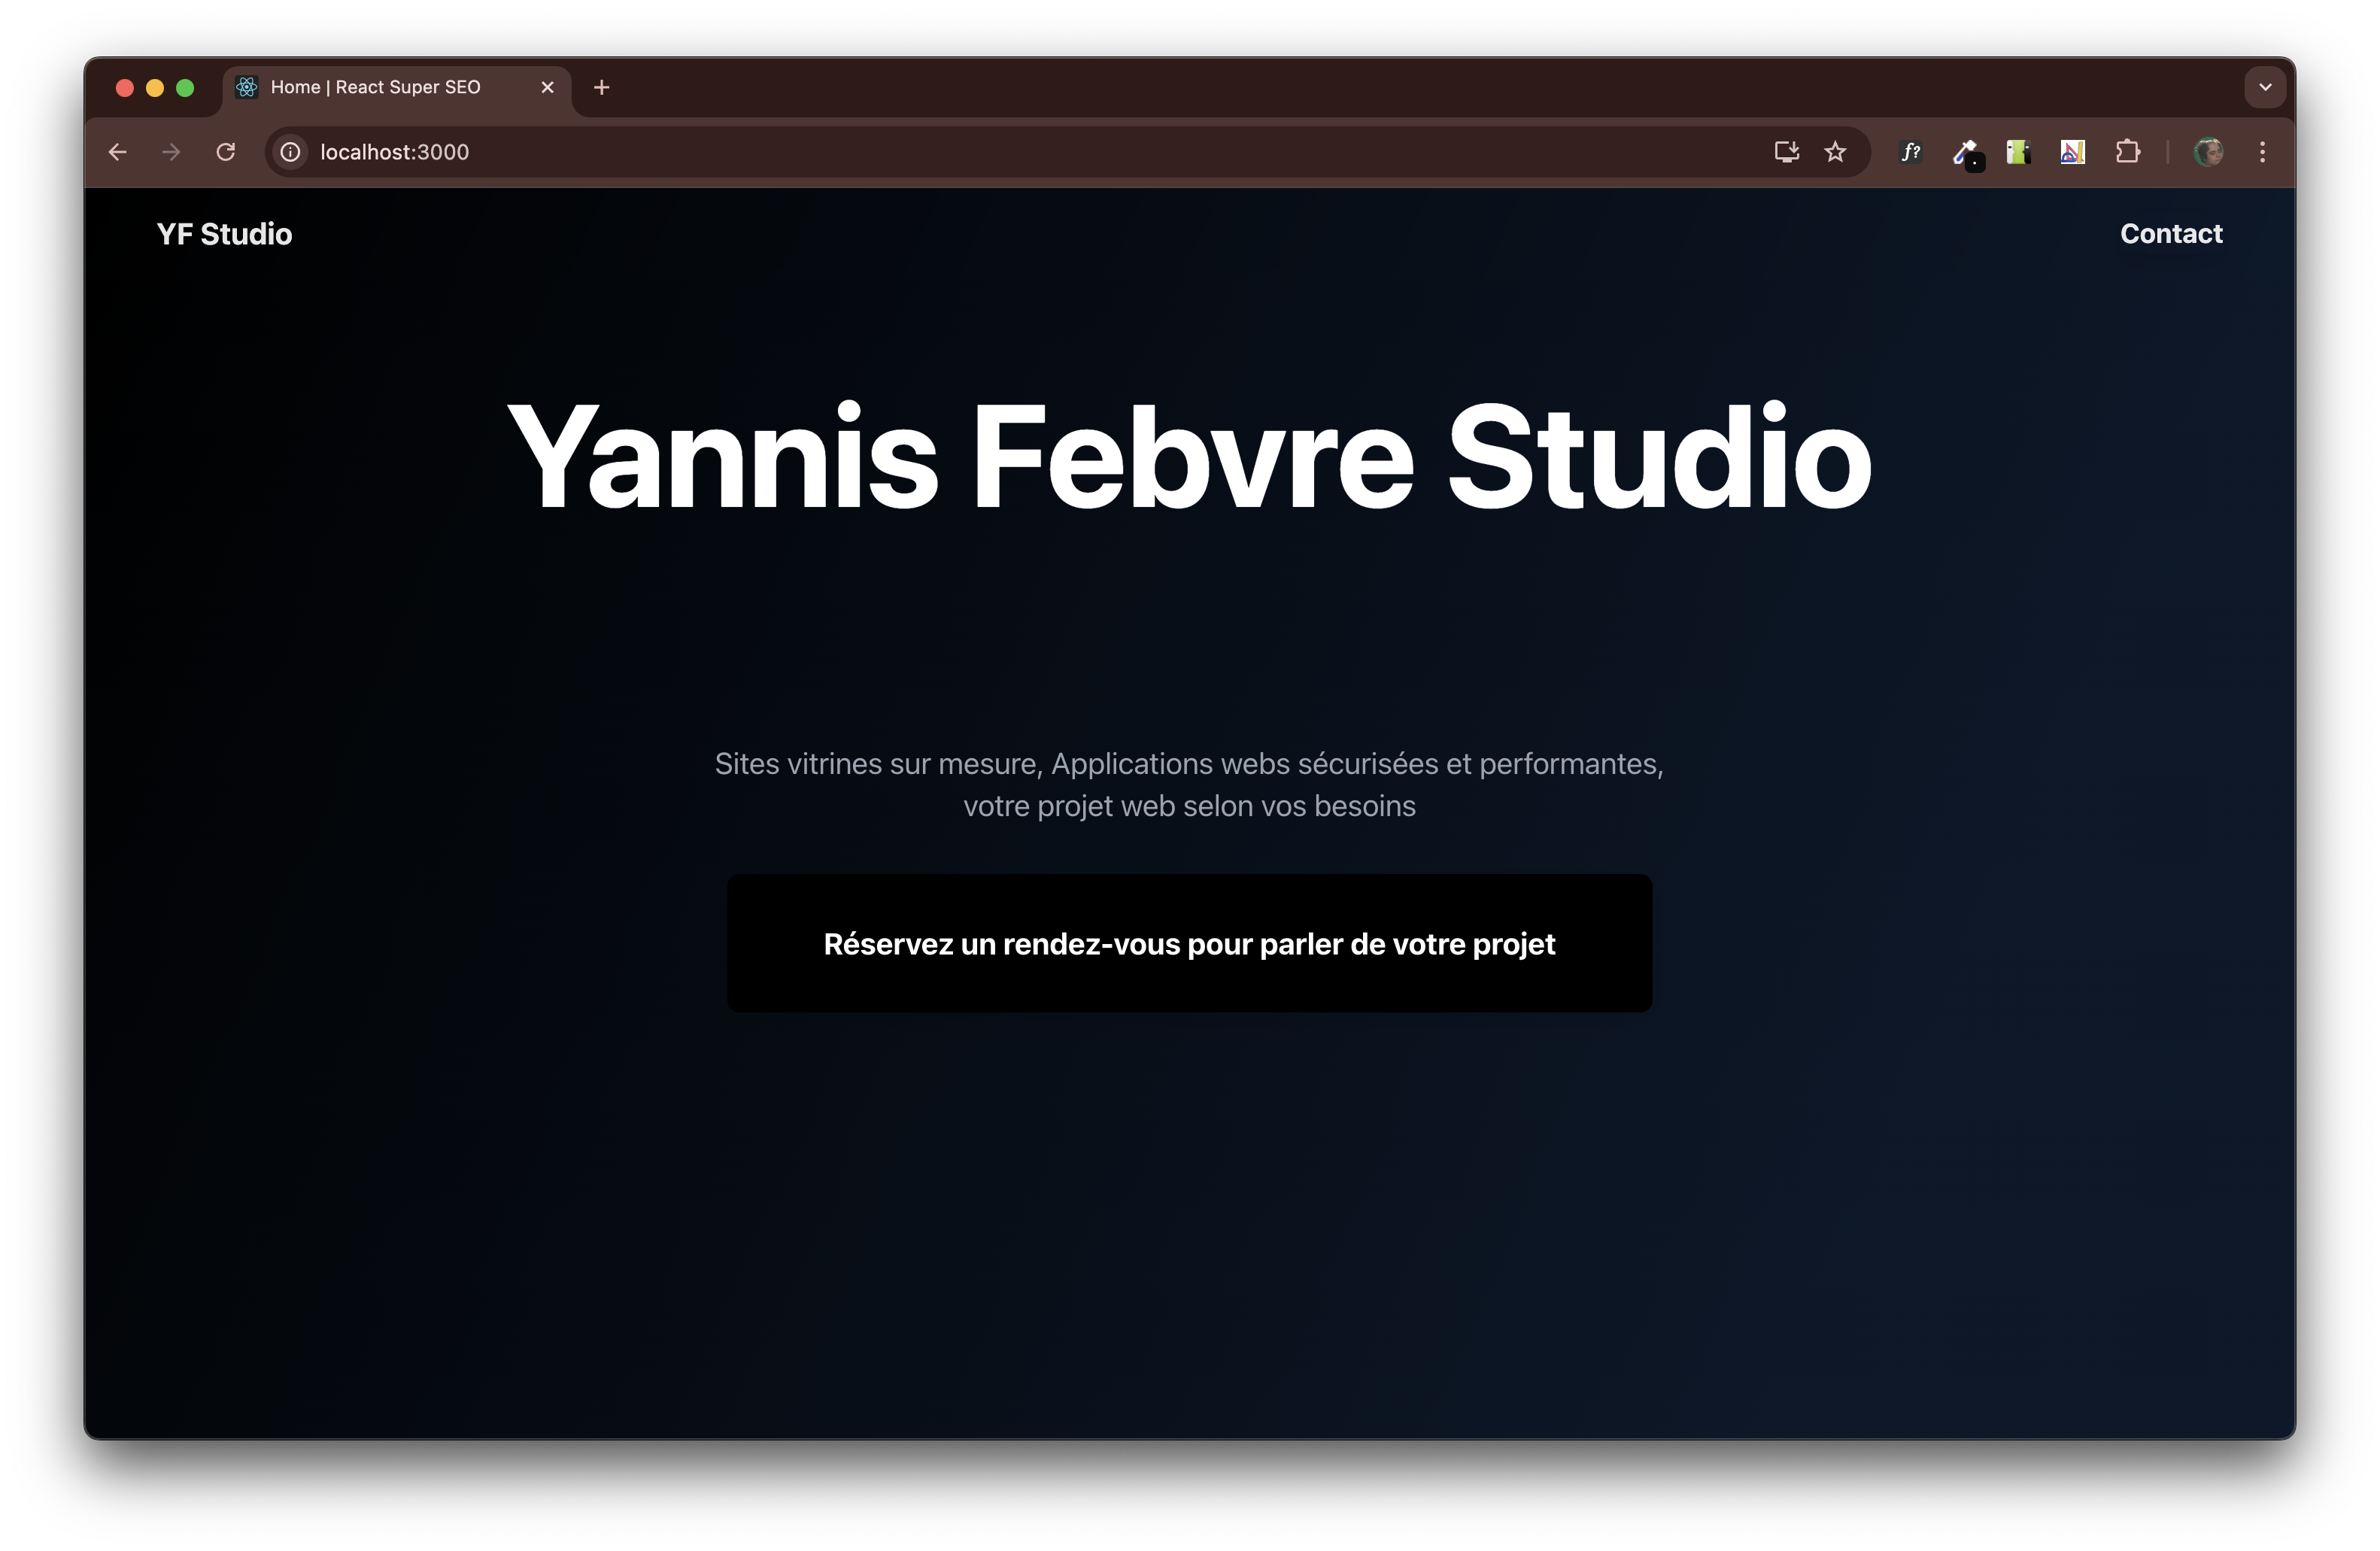 Home | React Super SEO
localhost:3000
f?
YF Studio
Contact
Yannis Febvre Studio
Sites vitrines sur mesure, Applications webs sécurisées et performantes,
votre projet web selon vos besoins
Réservez un rendez-vous pour parler de votre projet